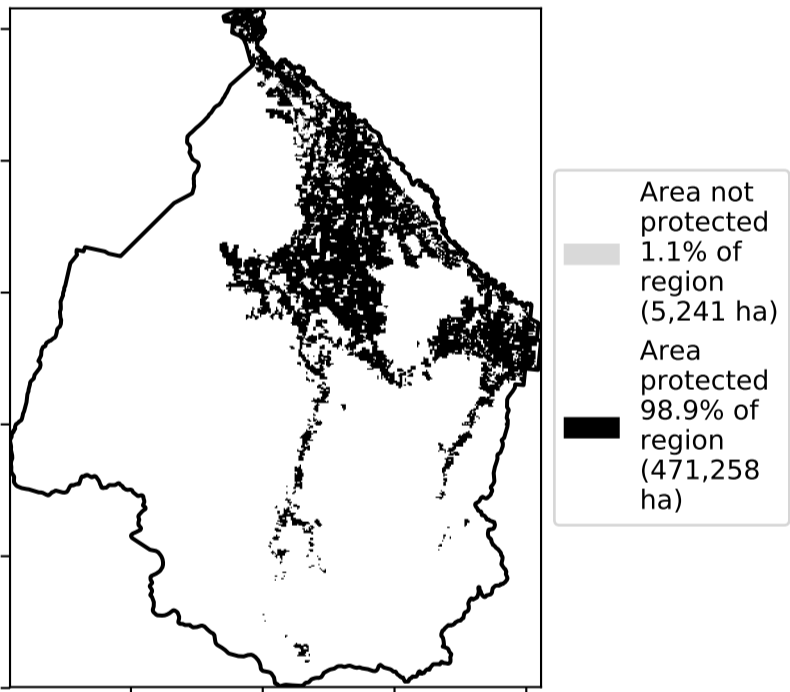 Area not
protected
1.1% of
region
(5,241 ha)
Area
protected
98.9% of
region
(471,258
ha)